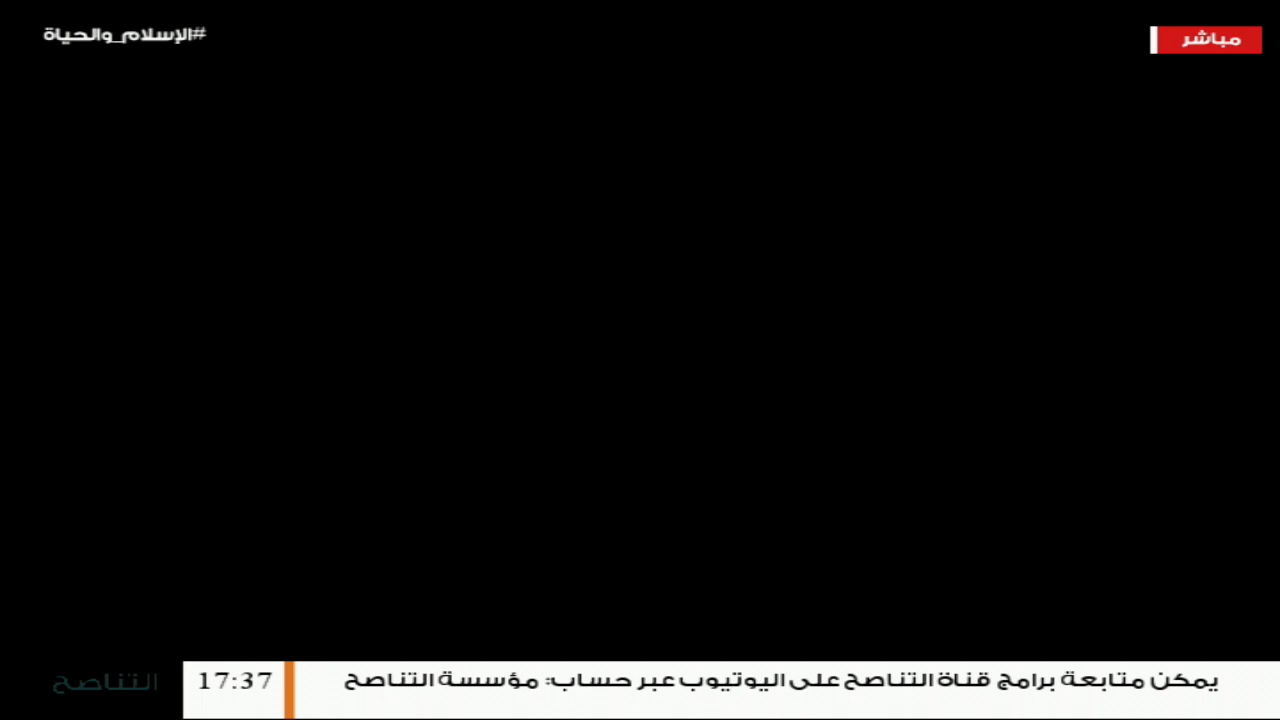 #الإسلام_والحياة
مباشر
يمكن متابعة برامج قناة التناصح على اليوتيوب عبر حساب: مؤسسة التناصح
17:37
التناصح